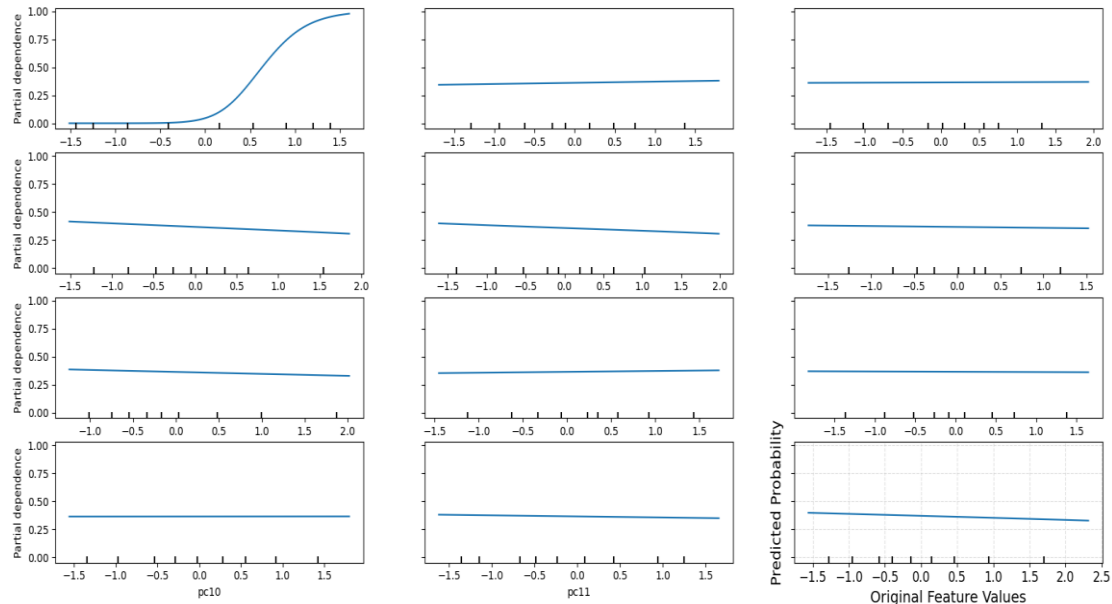 1.00
0.75
0.50
0.25
0.00
Partial dependence
−1.5 −1.0 −0.5 0.0 0.5 1.0 1.5
−1.5 −1.0 −0.5 0.0 0.5 1.0 1.5
−1.5 −1.0 −0.5 0.0 0.5 1.0 1.5 2.0
1.00
0.75
0.50
0.25
0.00
Partial dependence
−1.5 −1.0 −0.5 0.0 0.5 1.0 1.5 2.0
−1.5 −1.0 −0.5 0.0 0.5 1.0 1.5 2.0
−1.5 −1.0 −0.5 0.0 0.5 1.0 1.5
1.00
0.75
0.50
0.25
0.00
Partial dependence
−1.0 −0.5 0.0 0.5 1.0 1.5 2.0
−1.5 −1.0 −0.5 0.0 0.5 1.0 1.5
−1.5 −1.0 −0.5 0.0 0.5 1.0 1.5
1.00
0.75
0.50
0.25
0.00
Partial dependence
−1.5 −1.0 −0.5 0.0 0.5 1.0 1.5
pc10
−1.5 −1.0 −0.5 0.0 0.5 1.0 1.5
pc11
Predicted Probability
−1.5 −1.0 −0.5 0.0 0.5 1.0 1.5 2.0 2.5
Original Feature Values